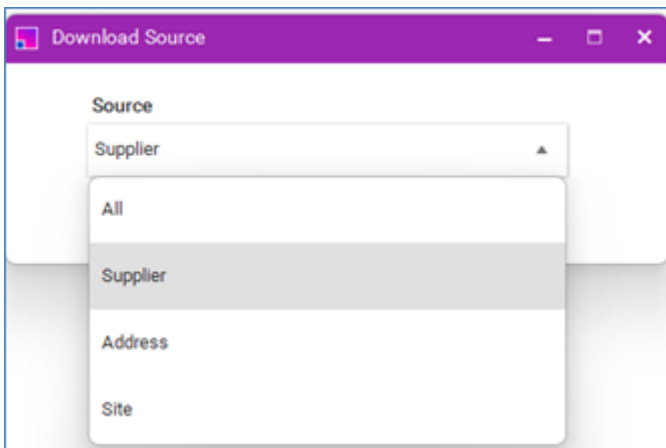 Download Source
Source
Supplier
All
Supplier
Address
Site